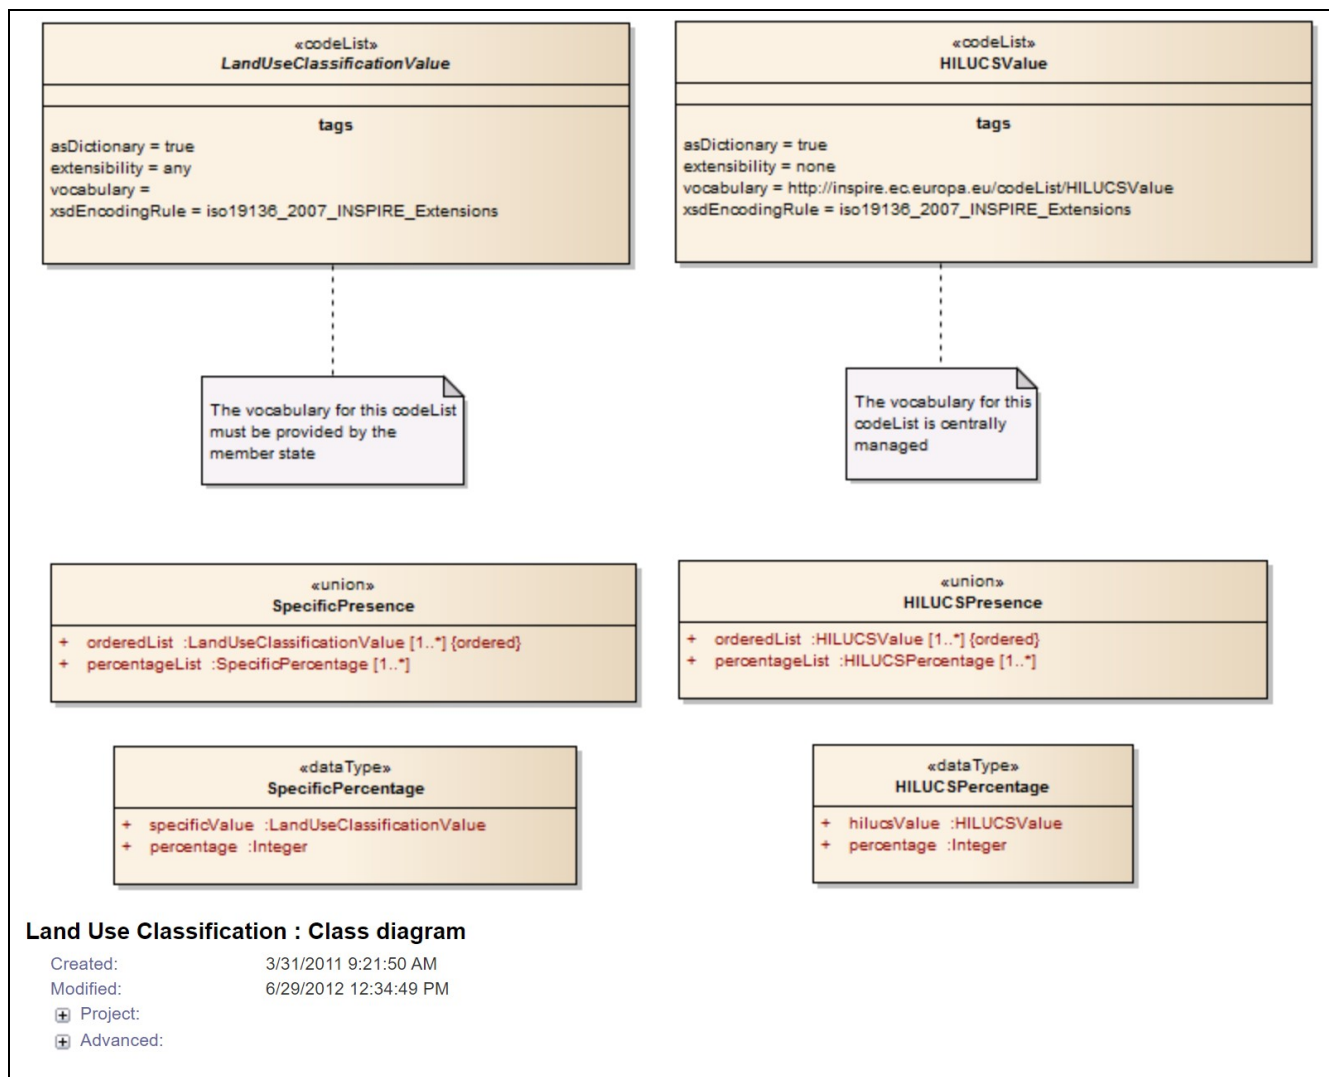 «codeList»
LandUseClassificationValue
tags
asDictionary = true
extensibility = any
vocabulary =
xsdEncodingRule = iso19136_2007_INSPIRE_Extensions
«codeList»
HILUCSValue
tags
asDictionary = true
extensibility = none
vocabulary = http://inspire.ec.europa.eu/codeList/HILUCSValue
xsdEncodingRule = iso19136_2007_INSPIRE_Extensions
The vocabulary for this codeList
must be provided by the
member state
The vocabulary for this
codeList is centrally
managed
«union»
SpecificPresence
+ orderedList :LandUseClassificationValue [1..*] {ordered}
+ percentageList :SpecificPercentage [1..*]
«union»
HILUCSPresence
+ orderedList :HILUCSValue [1..*] {ordered}
+ percentageList :HILUCSPercentage [1..*]
«dataType»
SpecificPercentage
+ specificValue :LandUseClassificationValue
+ percentage :Integer
«dataType»
HILUCSPercentage
+ hilucsValue :HILUCSValue
+ percentage :Integer
Land Use Classification : Class diagram
Created: 3/31/2011 9:21:50 AM
Modified: 6/29/2012 12:34:49 PM
Project:
Advanced: